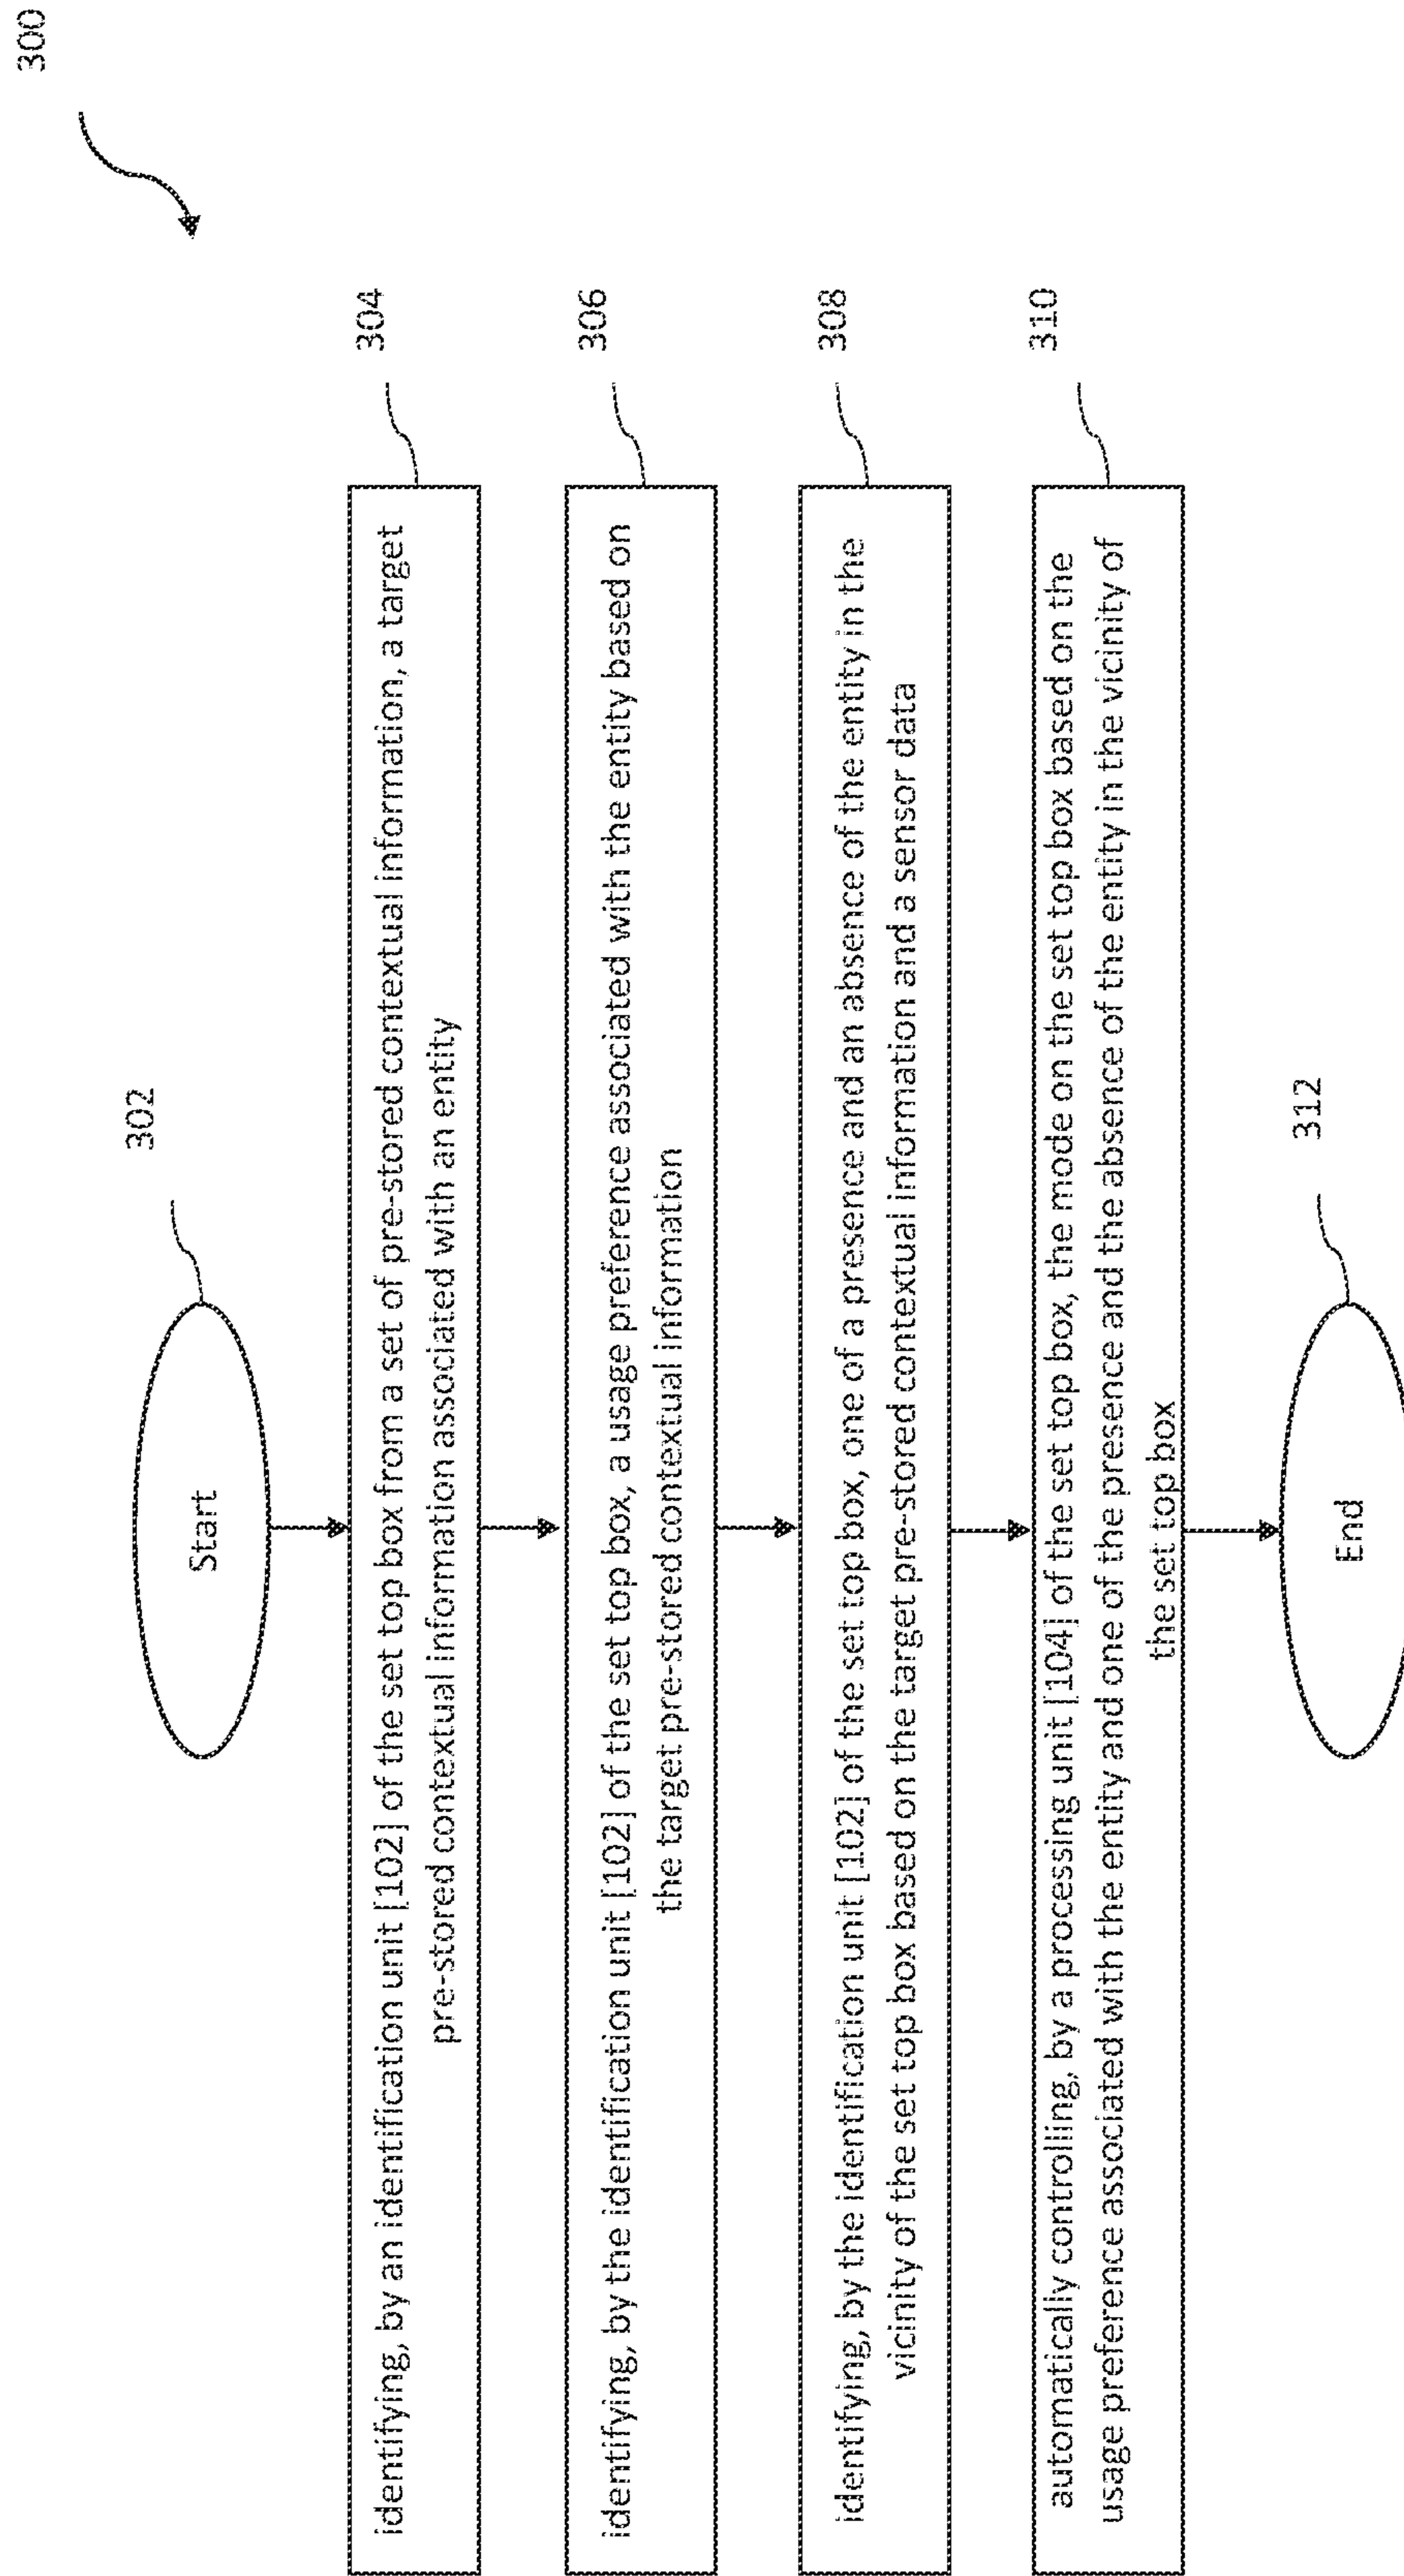 300
302
Start
304
identifying, by an identification unit [102] of the set top box from a set of pre-stored contextual information, a target
pre-stored contextual information associated with an entity
306
identifying, by the identification unit [102] of the set top box, a usage preference associated with the entity based on
the target pre-stored contextual information
308
identifying, by the identification unit [102] of the set top box, one of a presence and an absence of the entity in the
vicinity of the set top box based on the target pre-stored contextual information and a sensor data
310
automatically controlling, by a processing unit [104] of the set top box, the mode on the set top box based on the
usage preference associated with the entity and one of the presence and the absence of the entity in the vicinity of
the set top box
312
End